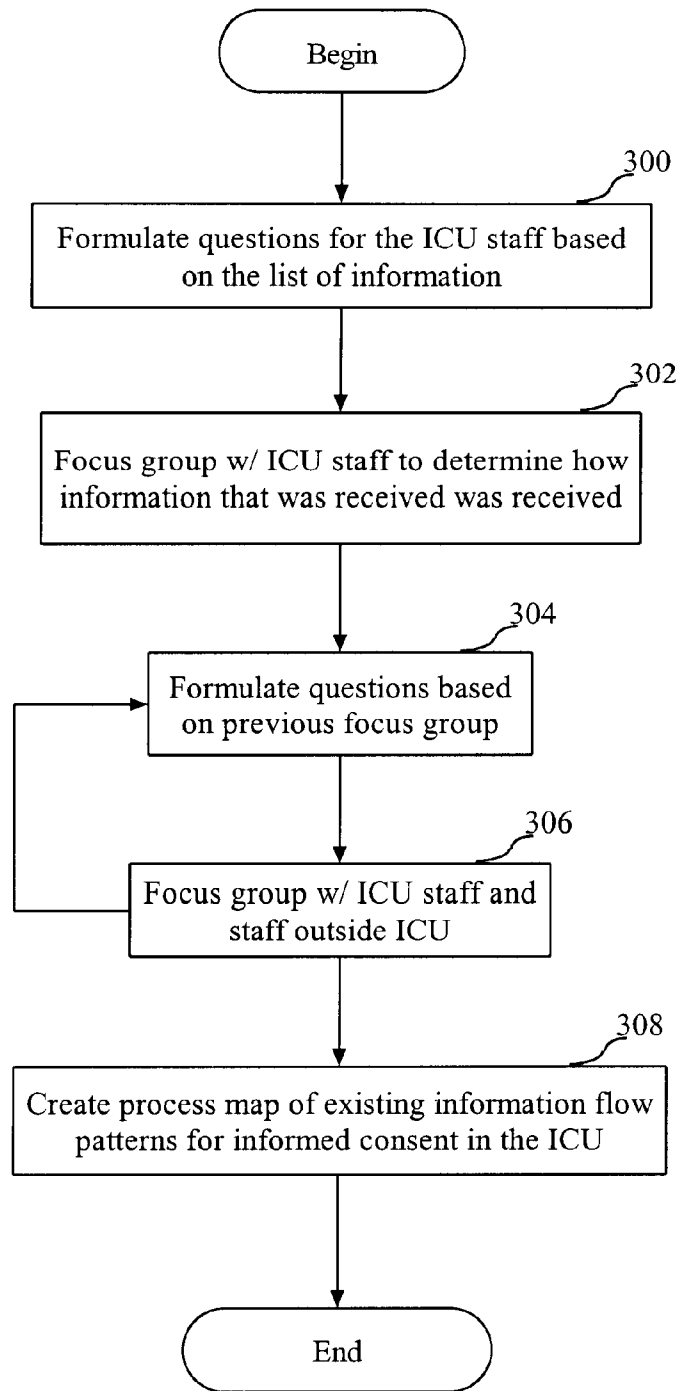 Begin
300
Formulate questions for the ICU staff based
on the list of information
302
Focus group w/ ICU staff to determine how
information that was received was received
304
Formulate questions based
on previous focus group
306
Focus group w/ ICU staff and
staff outside ICU
308
Create process map of existing information flow
patterns for informed consent in the ICU
End